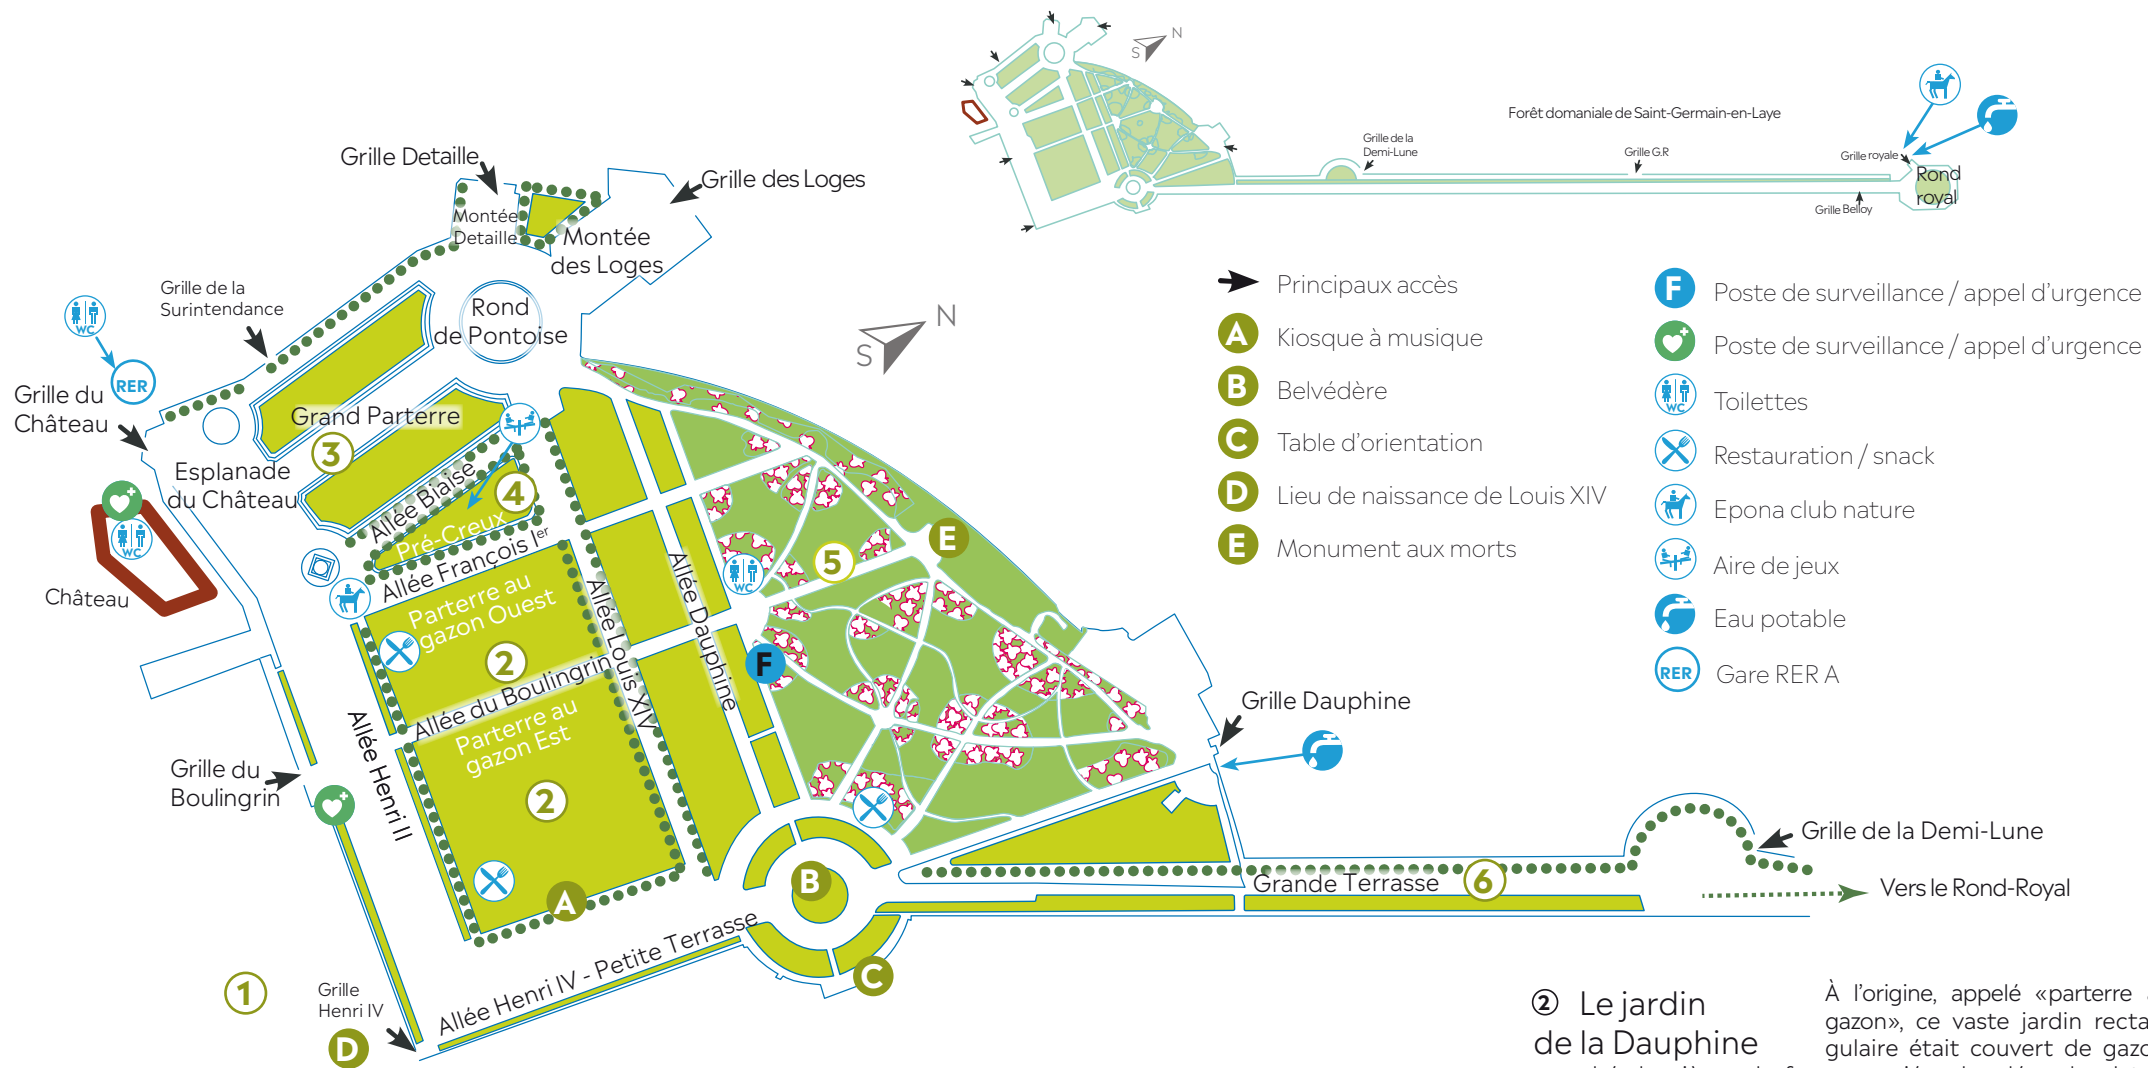 N
S
Forêt domaniale de Saint-Germain-en-Laye
Grille de la
Demi-Lune
Grille G.R
Grille royale
Rond
royal
Grille Belloy
Grille Detaille
Grille des Loges
Montée
Detaille
Montée
des Loges
Grille de la
Surintendance
Rond
de Pontoise
WC
RER
Grille du
Château
Grand Parterre
3
Esplanade
du Château
Allée Biaise
4
Pré-Creux
Allée François Ier
WC
Château
Parterre au
gazon Ouest
2
Allée du Boulingrin
Parterre au
gazon Est
2
Allée Louis XIV
Allée Dauphine
Allée Henri II
WC
F
5
E
N
S
Grille du
Boulingrin
A
B
C
Allée Henri IV - Petite Terrasse
1
Grille
Henri IV
D
Grille Dauphine
Grande Terrasse
6
Grille de la Demi-Lune
Vers le Rond-Royal
Principaux accès
A Kiosque à musique
B Belvédère
C Table d'orientation
D Lieu de naissance de Louis XIV
E Monument aux morts
F Poste de surveillance / appel d'urgence
Poste de surveillance / appel d'urgence
WC Toilettes
Restauration / snack
Epona club nature
Aire de jeux
Eau potable
RER Gare RER A
② Le jardin
de la Dauphine
À l'origine, appelé «parterre
gazon», ce vaste jardin recta
gulaire était couvert de gazo